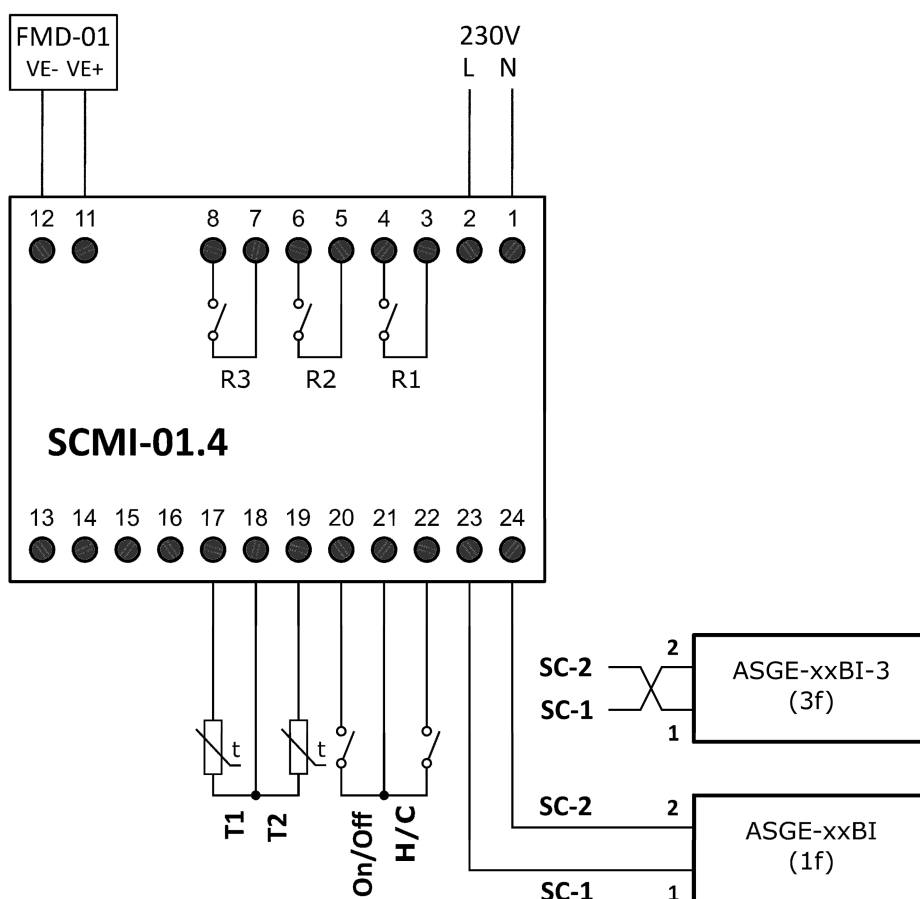 FMD-01
VE- VE+
230V
L N
12 11 8 7 6 5 4 3 2 1
R3 R2 R1
SCMI-01.4
13 14 15 16 17 18 19 20 21 22 23 24
SC-2 2
ASGE-xxBI-3
(3f)
SC-1
1
t t
T1 T2 On/Off H/C
SC-2 2
ASGE-xxBI
(1f)
SC-1 1